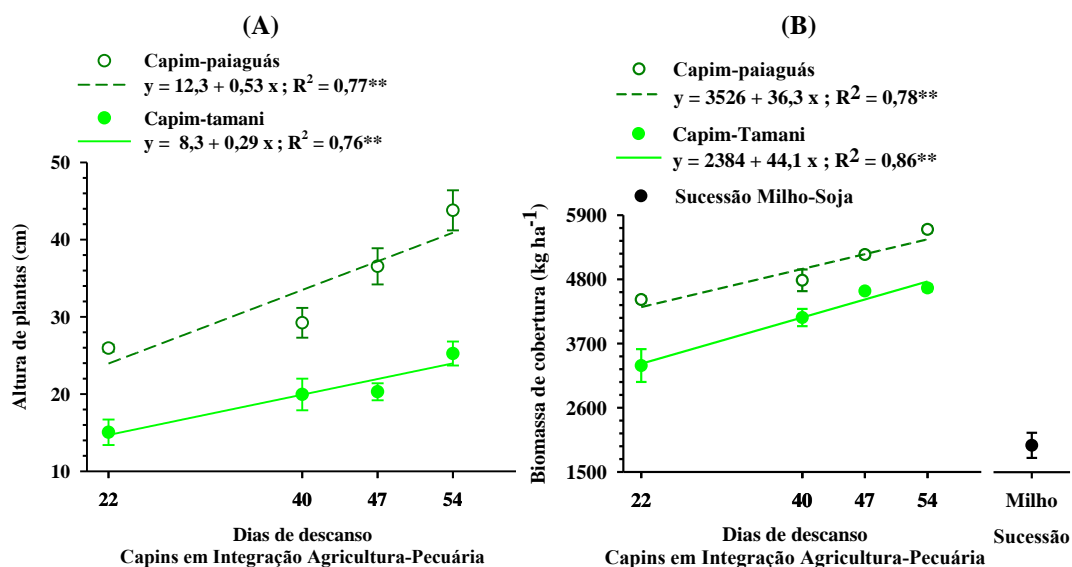 (A)
Capim-paiaguás
y = 12,3 + 0,53 x ; R² = 0,77**
Capim-tamani
y = 8,3 + 0,29 x ; R² = 0,76**
Altura de plantas (cm)
50
40
30
20
10
22
40
47
54
Dias de descanso
Capins em Integração Agricultura-Pecuária
(B)
Capim-paiaguás
y = 3526 + 36,3 x ; R² = 0,78**
Capim-Tamani
y = 2384 + 44,1 x ; R² = 0,86**
Sucessão Milho-Soja
Biomassa de cobertura (kg ha⁻¹)
5900
4800
3700
2600
1500
22
40
47
54
Milho
Dias de descanso
Sucessão
Capins em Integração Agricultura-Pecuária